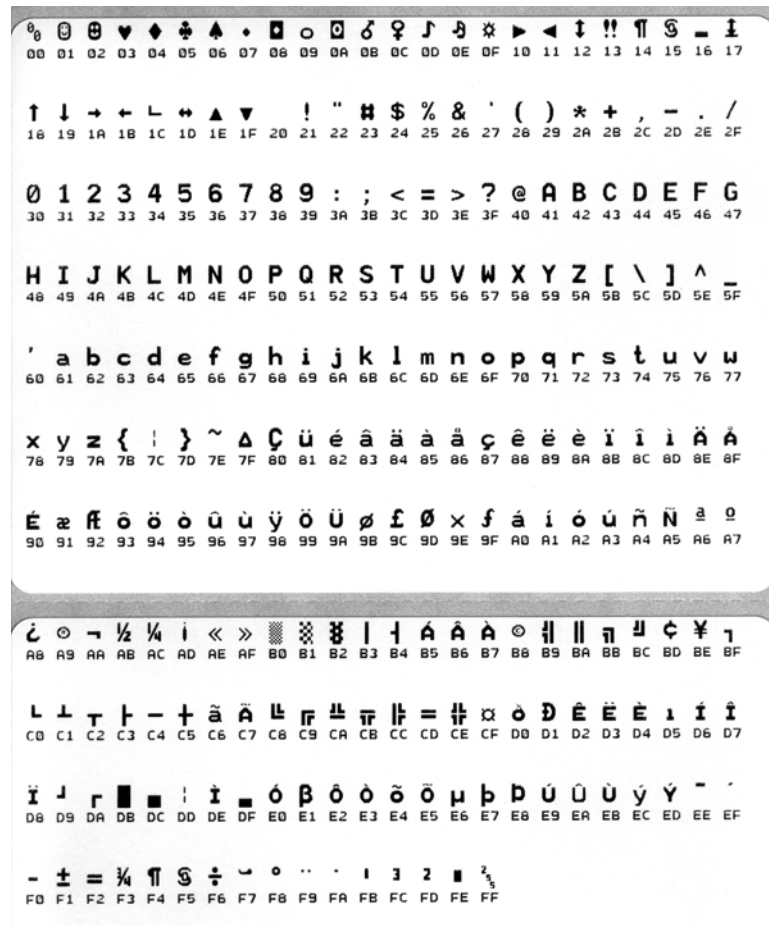 ⁰₀ ☺ ☻ ♥ ♦ ♣ ♠ • ◘ ○ ◙ ♂ ♀ ♪ ♫ ☼ ► ◄ ↕ ‼ ¶ § ▬ ↨
00 01 02 03 04 05 06 07 08 09 0A 0B 0C 0D 0E 0F 10 11 12 13 14 15 16 17
↑ ↓ → ← ∟ ↔ ▲ ▼ ! " # $ % & ' ( ) * + , - . /
18 19 1A 1B 1C 1D 1E 1F 20 21 22 23 24 25 26 27 28 29 2A 2B 2C 2D 2E 2F
0 1 2 3 4 5 6 7 8 9 : ; < = > ? @ A B C D E F G
30 31 32 33 34 35 36 37 38 39 3A 3B 3C 3D 3E 3F 40 41 42 43 44 45 46 47
H I J K L M N O P Q R S T U V W X Y Z [ \ ] ^ _
48 49 4A 4B 4C 4D 4E 4F 50 51 52 53 54 55 56 57 58 59 5A 5B 5C 5D 5E 5F
′ a b c d e f g h i j k l m n o p q r s t u v w
60 61 62 63 64 65 66 67 68 69 6A 6B 6C 6D 6E 6F 70 71 72 73 74 75 76 77
x y z { ¦ } ~ ∆ Ç ü é â ä à å ç ê ë è ï î ì Ä Å
78 79 7A 7B 7C 7D 7E 7F 80 81 82 83 84 85 86 87 88 89 8A 8B 8C 8D 8E 8F
É æ Æ ô ö ò û ù ÿ Ö Ü ø £ Ø × ƒ á í ó ú ñ Ñ ª º
90 91 92 93 94 95 96 97 98 99 9A 9B 9C 9D 9E 9F A0 A1 A2 A3 A4 A5 A6 A7
¿ ® ¬ ½ ¼ ¡ « » ░ ▒ ▓ │ ┤ Á Â À © ╣ ║ ╗ ╝ ¢ ¥ ┐
A8 A9 AA AB AC AD AE AF B0 B1 B2 B3 B4 B5 B6 B7 B8 B9 BA BB BC BD BE BF
└ ┴ ┬ ├ ─ ┼ ã Ã ╚ ╔ ╩ ╦ ╠ ═ ╬ ¤ ð Ð Ê Ë È ı Í Î
C0 C1 C2 C3 C4 C5 C6 C7 C8 C9 CA CB CC CD CE CF D0 D1 D2 D3 D4 D5 D6 D7
Ï ┘ ┌ █ ▄ ¦ Ì ▄ Ó β Ô Ò õ Õ µ þ Þ Ú Û Ù ý Ý ¯ ´
D8 D9 DA DB DC DD DE DF E0 E1 E2 E3 E4 E5 E6 E7 E8 E9 EA EB EC ED EE EF
- ± = ¾ ¶ § ÷ ¸ ° ¨ · ı 3 2 ■ ²₅₅
F0 F1 F2 F3 F4 F5 F6 F7 F8 F9 FA FB FC FD FE FF